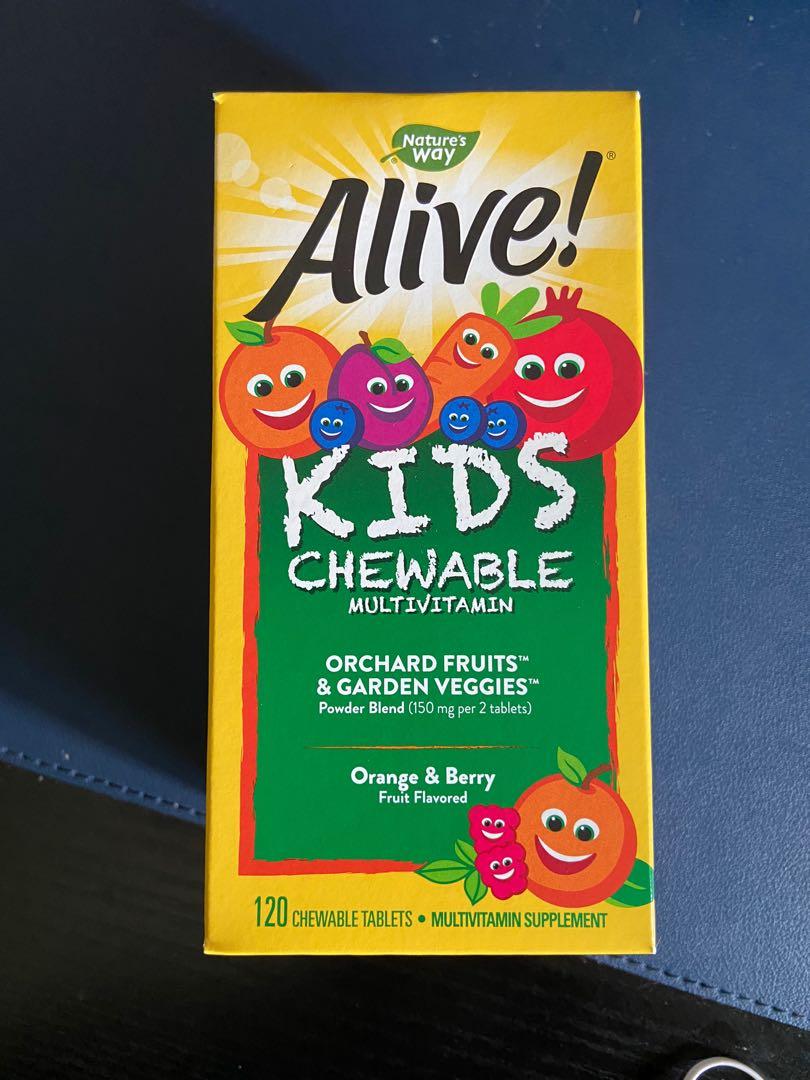 Nature's
Way
®
Alive!®
KIDS
CHEWABLE
MULTIVITAMIN
ORCHARD FRUITS™
& GARDEN VEGGIES™
Powder Blend (150 mg per 2 tablets)
Orange & Berry
Fruit Flavored
120 CHEWABLE TABLETS • MULTIVITAMIN SUPPLEMENT